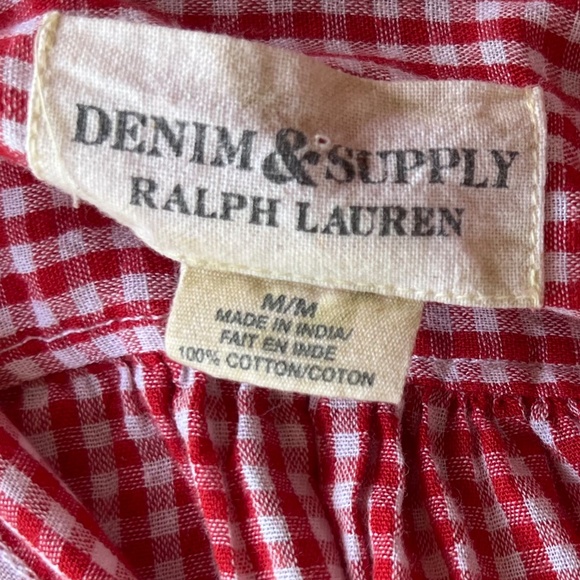 DENIM & SUPPLY
RALPH LAUREN
M/M
MADE IN INDIA/
FAIT EN INDE
100% COTTON/COTON